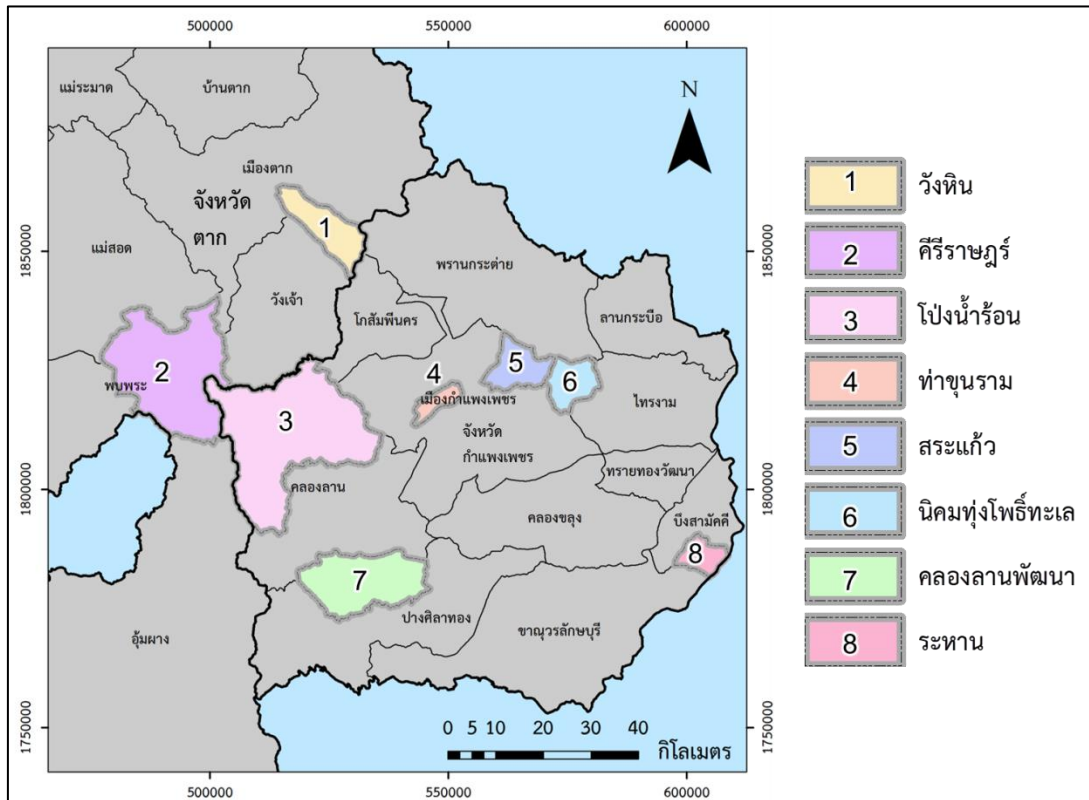 500000
550000
600000
แม่ระมาด
บ้านตาก
N
เมืองตาก
จังหวัด
ตาก
1
แม่สอด
1850000
1850000
พรานกระต่าย
วังเจ้า
โกสัมพีนคร
ลานกระบือ
2
พบพระ
3
4
เมืองกำแพงเพชร
5
6
ไทรงาม
จังหวัด
กำแพงเพชร
คลองลาน
ทรายทองวัฒนา
1800000
1800000
คลองขลุง
บึงสามัคคี
8
7
ปางศิลาทอง
ขาณุวรลักษบุรี
อุ้มผาง
0 5 10 20 30 40
กิโลเมตร
1750000
1750000
500000
550000
600000
1 วังหิน
2 คีรีราษฎร์
3 โป่งน้ำร้อน
4 ท่าขุนราม
5 สระแก้ว
6 นิคมทุ่งโพธิ์ทะเล
7 คลองลานพัฒนา
8 ระหาน